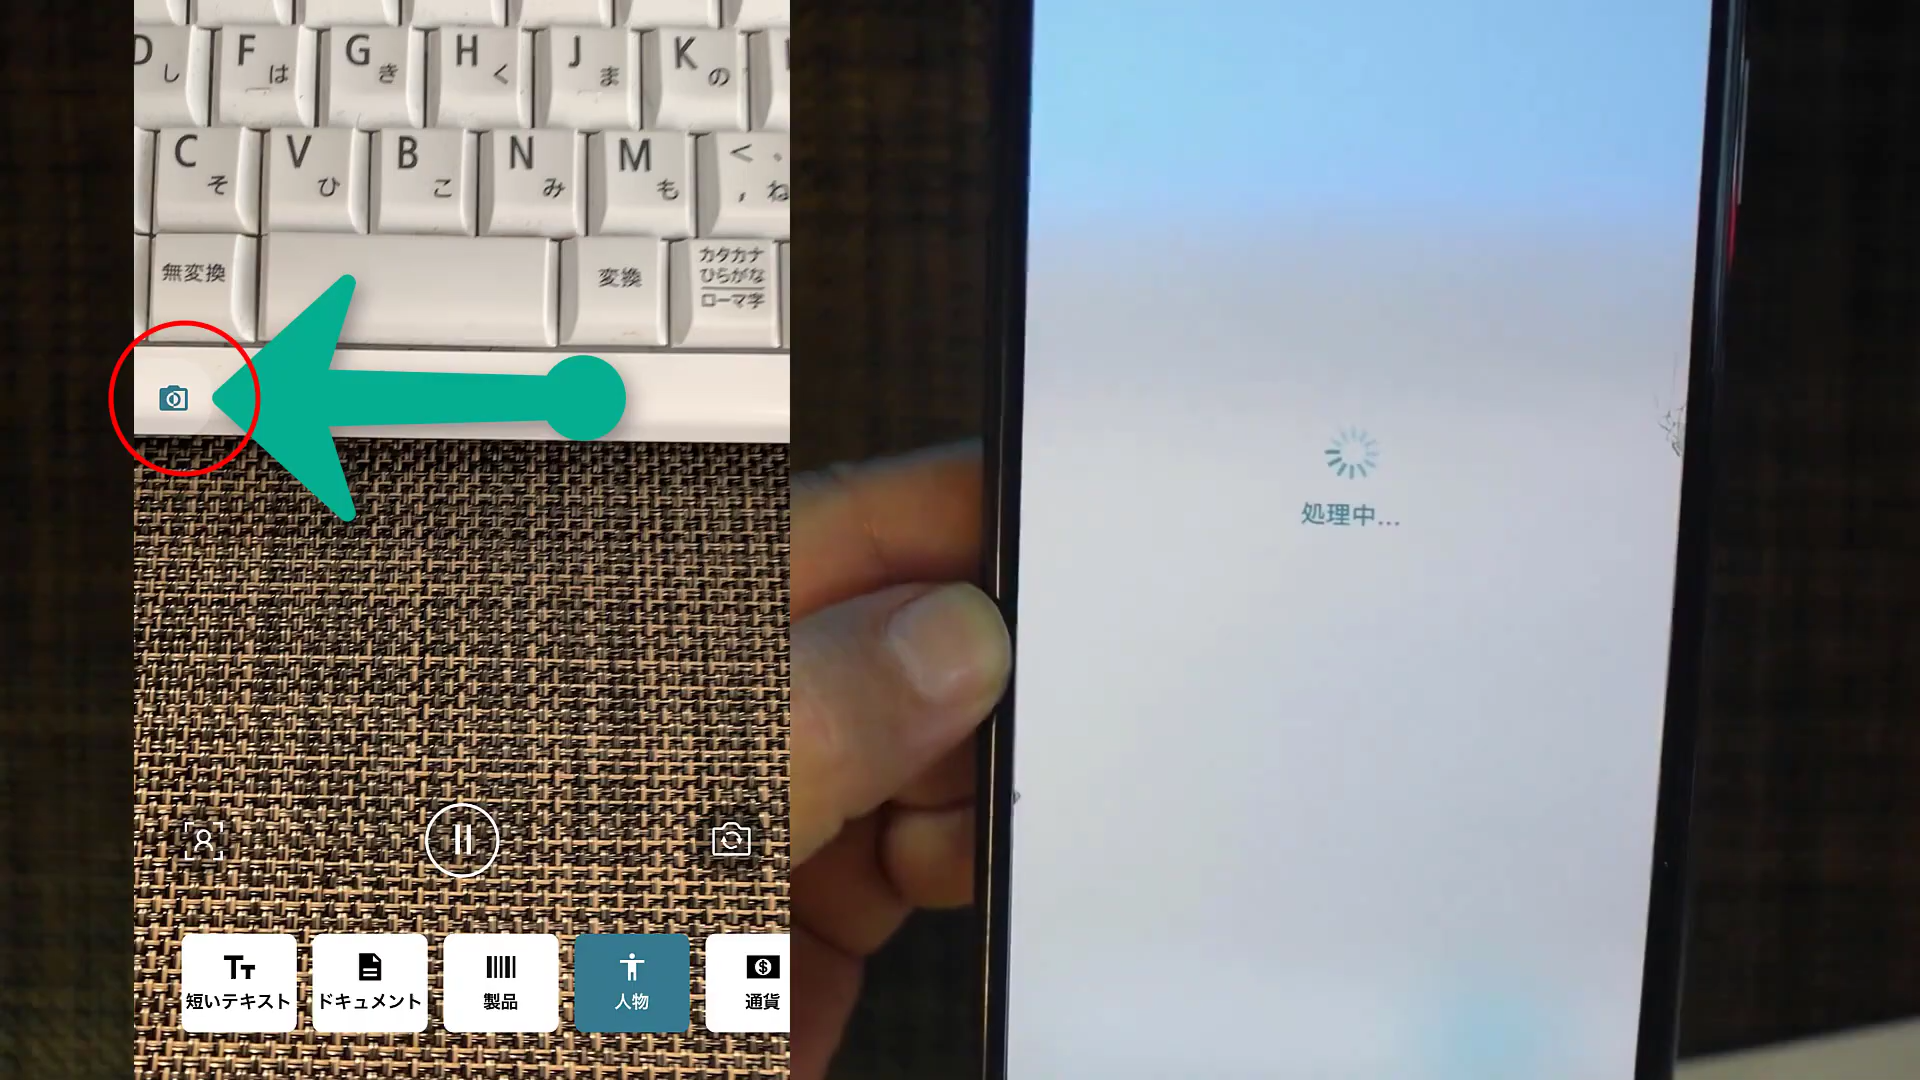 D し F は G き H く J ま K の
C そ V ひ B こ N み M も < 、 , ね
無変換 変換 カタカナ
ひらがな
ローマ字
処理中...
短いテキスト ドキュメント 製品 人物 通貨